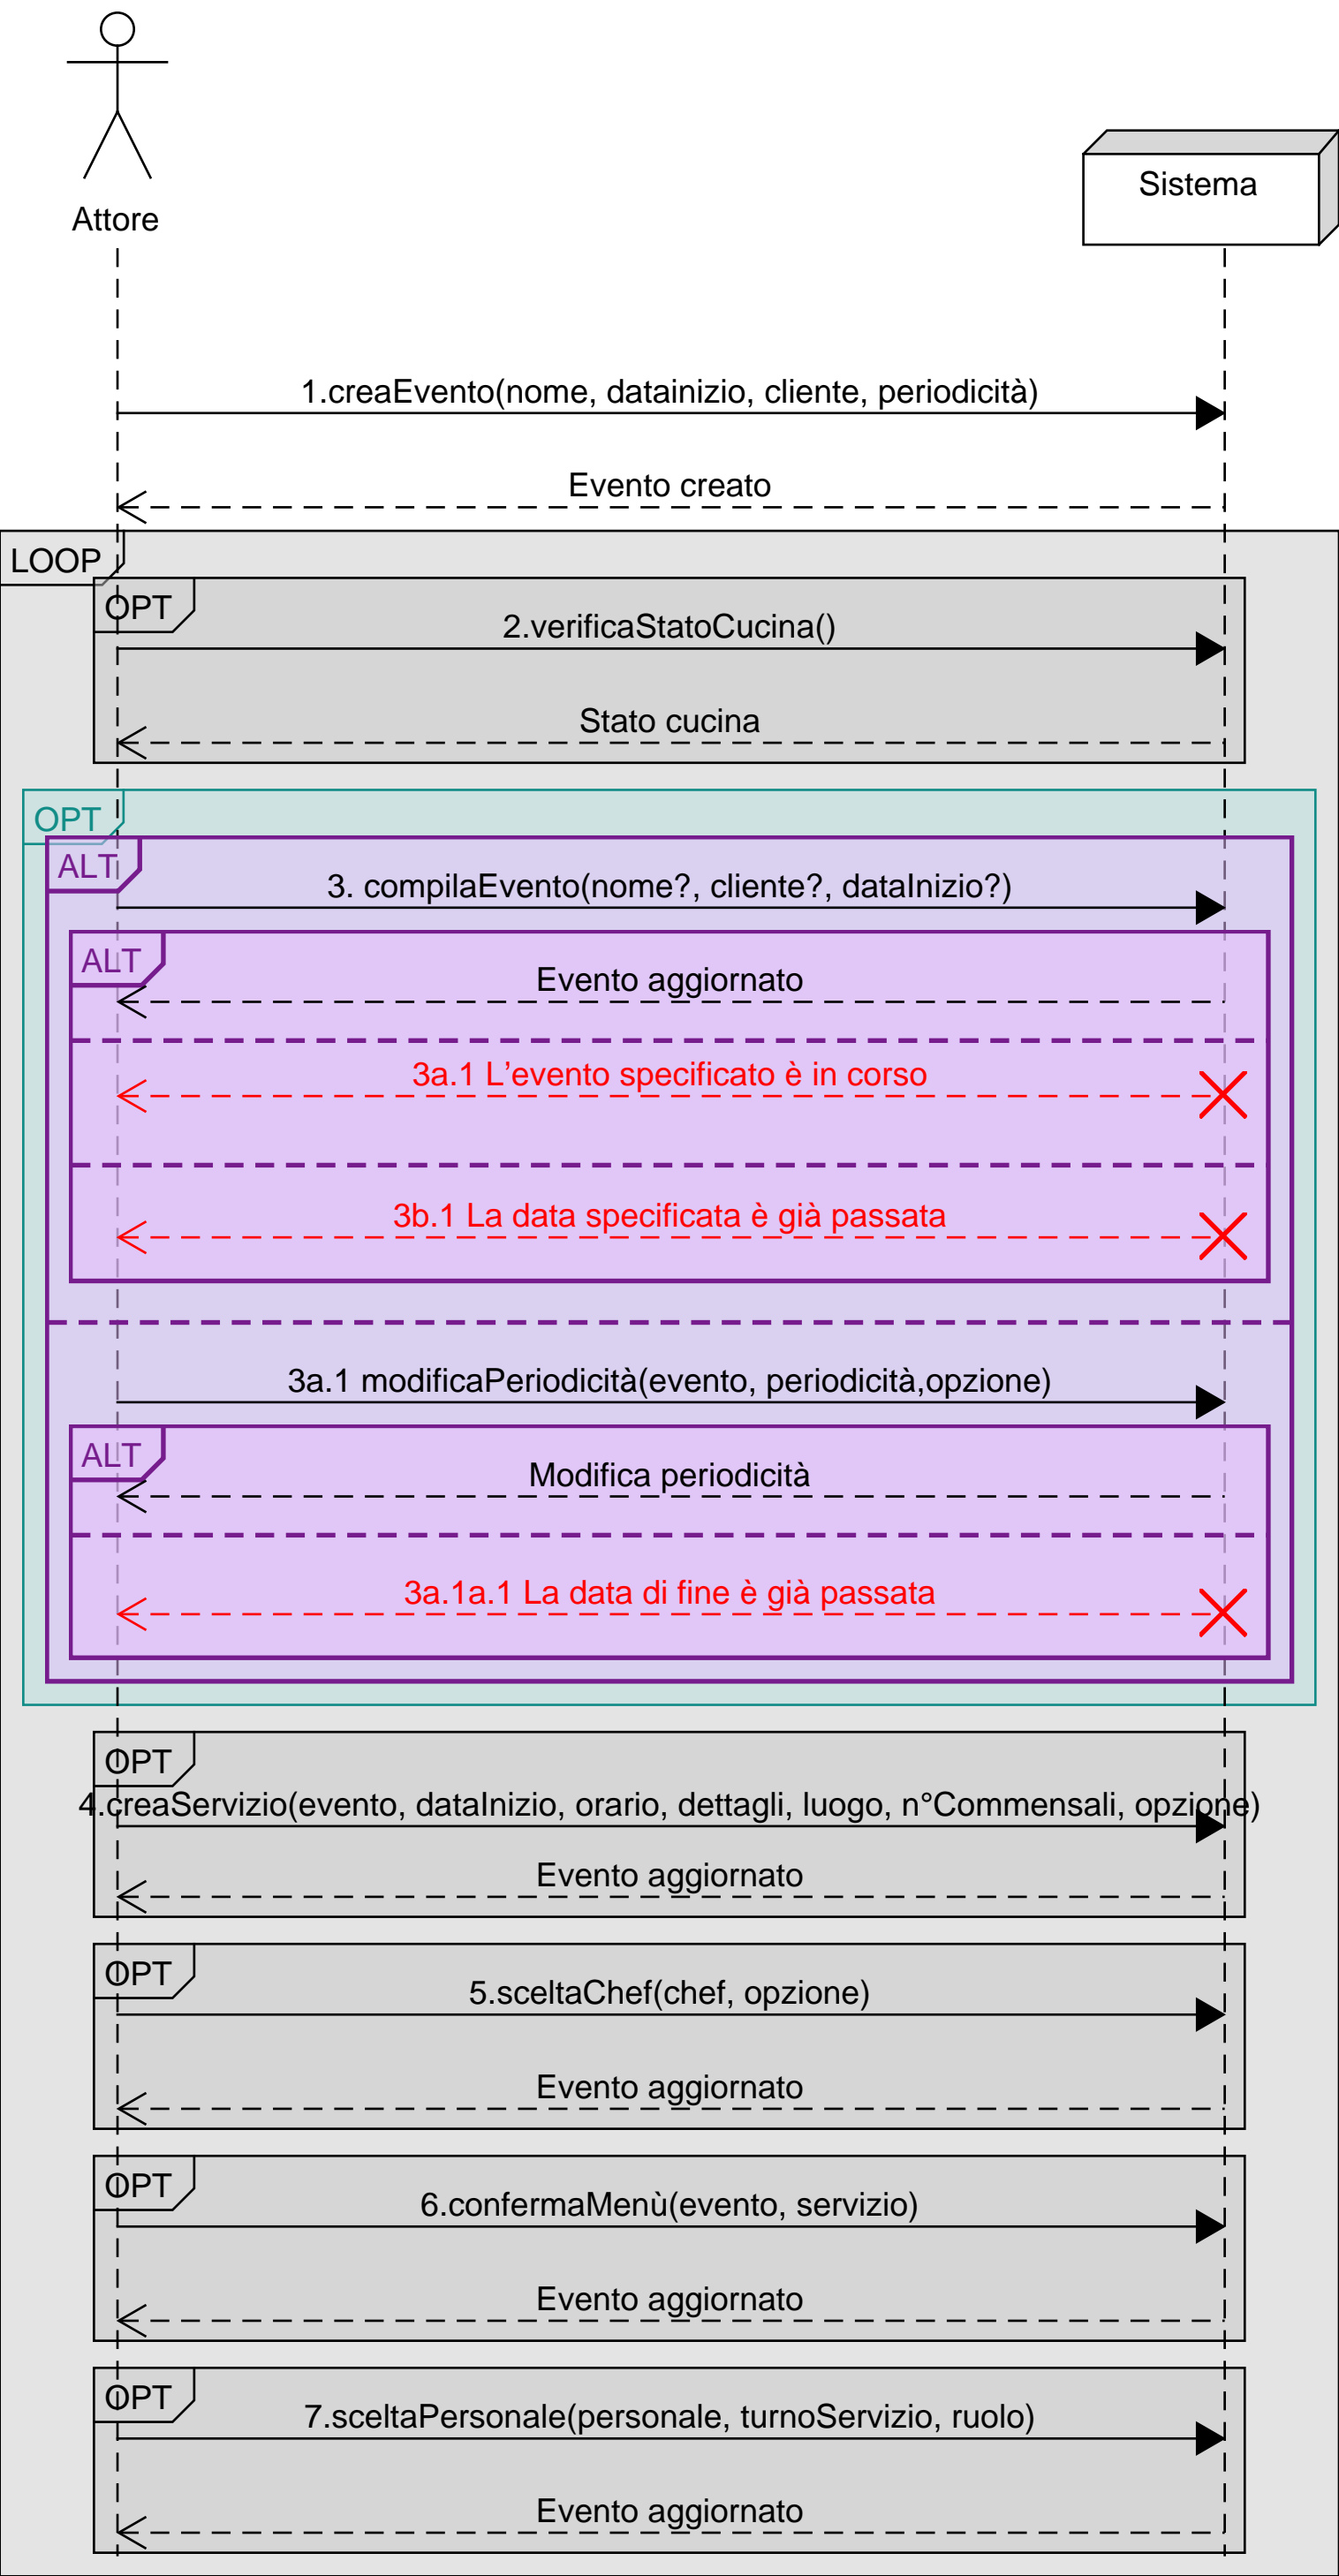 Attore
Sistema
1.creaEvento(nome, datainizio, cliente, periodicità)
Evento creato
LOOP
OPT
2.verificaStatoCucina()
Stato cucina
OPT
ALT
3. compilaEvento(nome?, cliente?, dataInizio?)
ALT
Evento aggiornato
3a.1 L'evento specificato è in corso
3b.1 La data specificata è già passata
3a.1 modificaPeriodicità(evento, periodicità,opzione)
ALT
Modifica periodicità
3a.1a.1 La data di fine è già passata
OPT
4.creaServizio(evento, dataInizio, orario, dettagli, luogo, n°Commensali, opzione)
Evento aggiornato
OPT
5.sceltaChef(chef, opzione)
Evento aggiornato
OPT
6.confermaMenù(evento, servizio)
Evento aggiornato
OPT
7.sceltaPersonale(personale, turnoServizio, ruolo)
Evento aggiornato